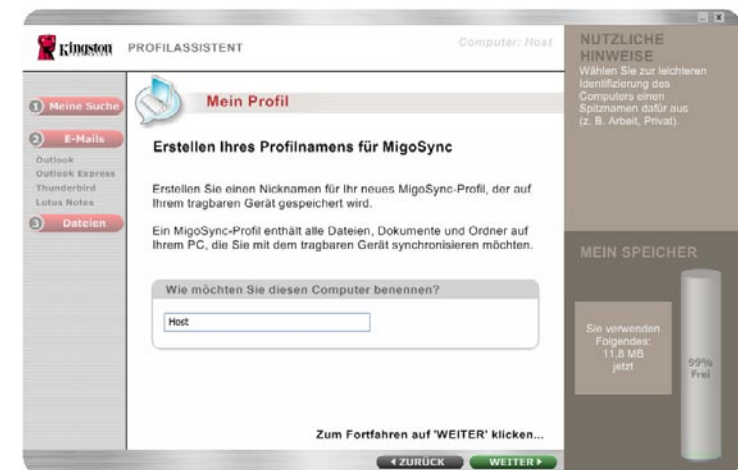 Kingston
TECHNOLOGY
PROFILASSISTENT
Computer: Host
1 Meine Suche
2 E-Mails
Outlook
Outlook Express
Thunderbird
Lotus Notes
3 Dateien
Mein Profil
Erstellen Ihres Profilnamens für MigoSync
Erstellen Sie einen Nicknamen für Ihr neues MigoSync-Profil, der auf
Ihrem tragbaren Gerät gespeichert wird.
Ein MigoSync-Profil enthält alle Dateien, Dokumente und Ordner auf
Ihrem PC, die Sie mit dem tragbaren Gerät synchronisieren möchten.
Wie möchten Sie diesen Computer benennen?
Host
Zum Fortfahren auf 'WEITER' klicken...
ZURÜCK
WEITER
NUTZLICHE
HINWEISE
Wählen Sie zur leichteren
Identifizierung des
Computers einen
Spitznamen dafür aus
(z. B. Arbeit, Privat).
MEIN SPEICHER
Sie verwenden
Folgendes:
11,8 MB
jetzt
99%
Frei